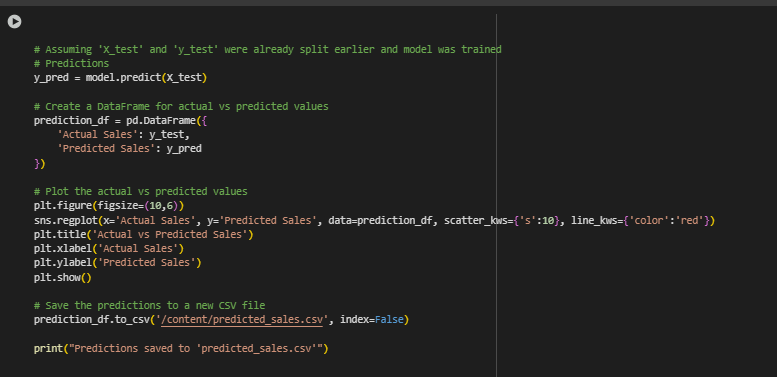 # Assuming 'X_test' and 'y_test' were already split earlier and model was trained
# Predictions
y_pred = model.predict(X_test)
# Create a DataFrame for actual vs predicted values
prediction_df = pd.DataFrame({
    'Actual Sales': y_test,
    'Predicted Sales': y_pred
})
# Plot the actual vs predicted values
plt.figure(figsize=(10,6))
sns.regplot(x='Actual Sales', y='Predicted Sales', data=prediction_df, scatter_kws={'s':10}, line_kws={'color':'red'})
plt.title('Actual vs Predicted Sales')
plt.xlabel('Actual Sales')
plt.ylabel('Predicted Sales')
plt.show()
# Save the predictions to a new CSV file
prediction_df.to_csv('/content/predicted_sales.csv', index=False)
print("Predictions saved to 'predicted_sales.csv'")